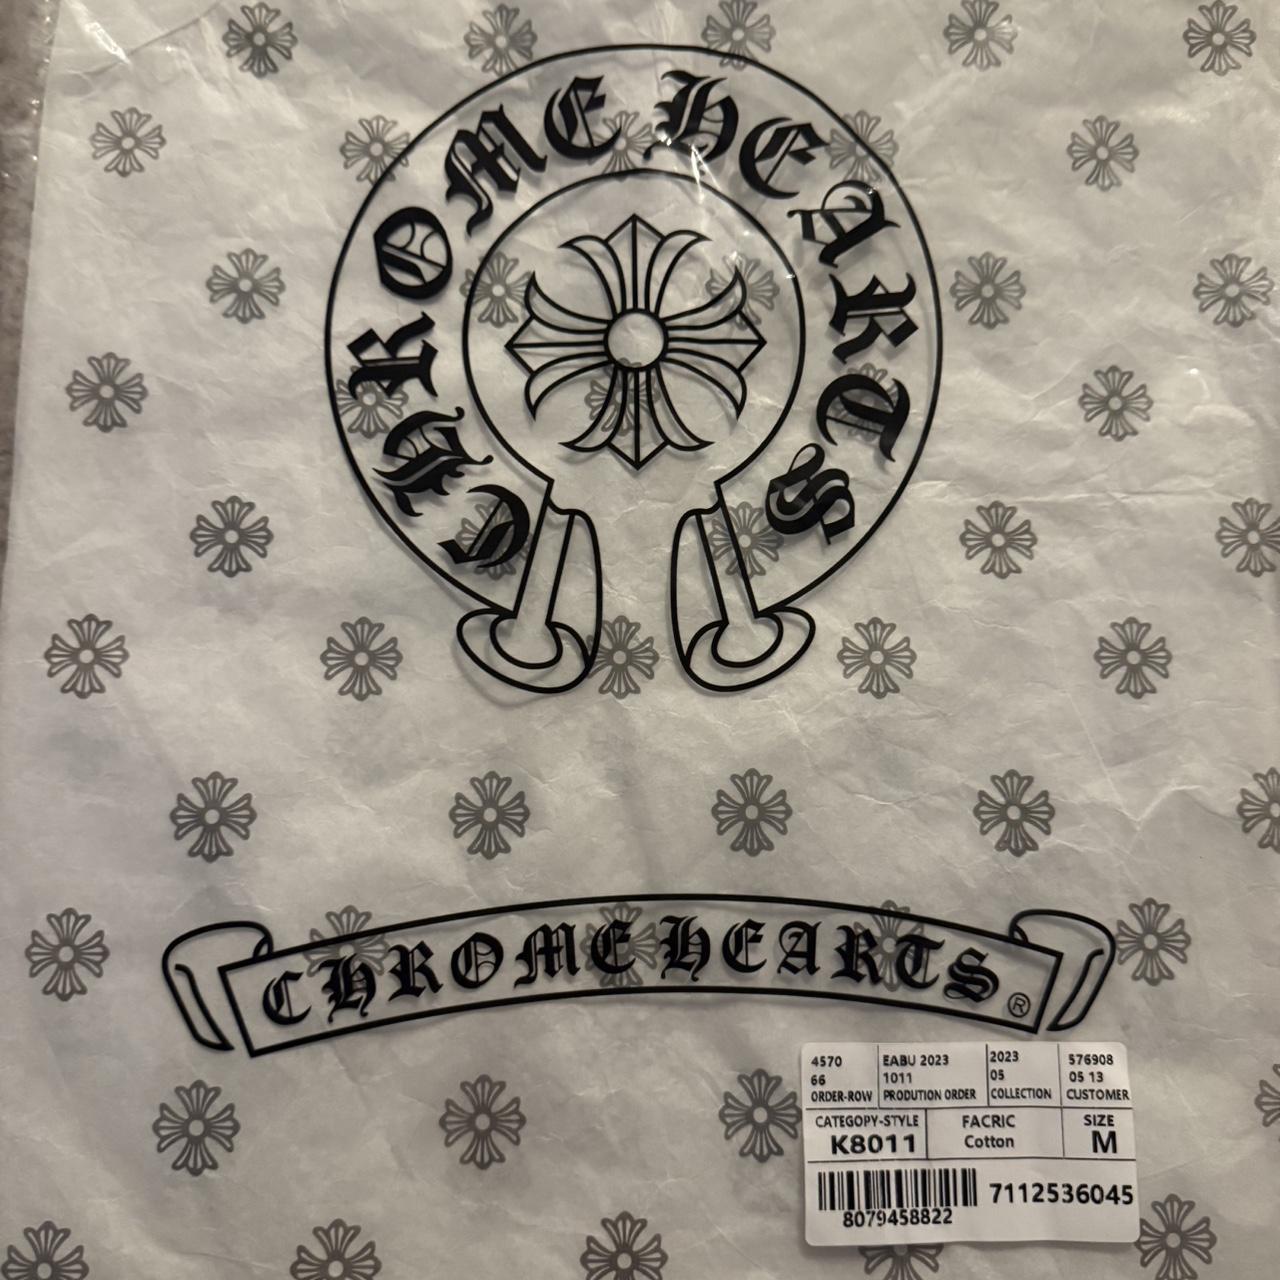 CHROME HEARTS
CHROME HEARTS®
4570 EABU 2023 2023 576908
66 1011 05 05 13
ORDER-ROW PRODUTION ORDER COLLECTION CUSTOMER
CATEGOPY-STYLE FACRIC SIZE
K8011 Cotton M
7112536045
8079458822